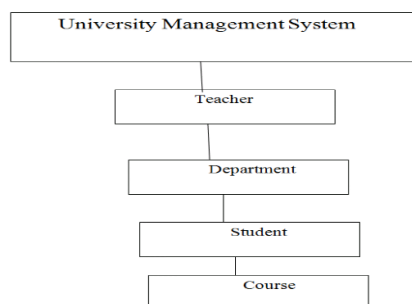 University Management System
Teacher
Department
Student
Course